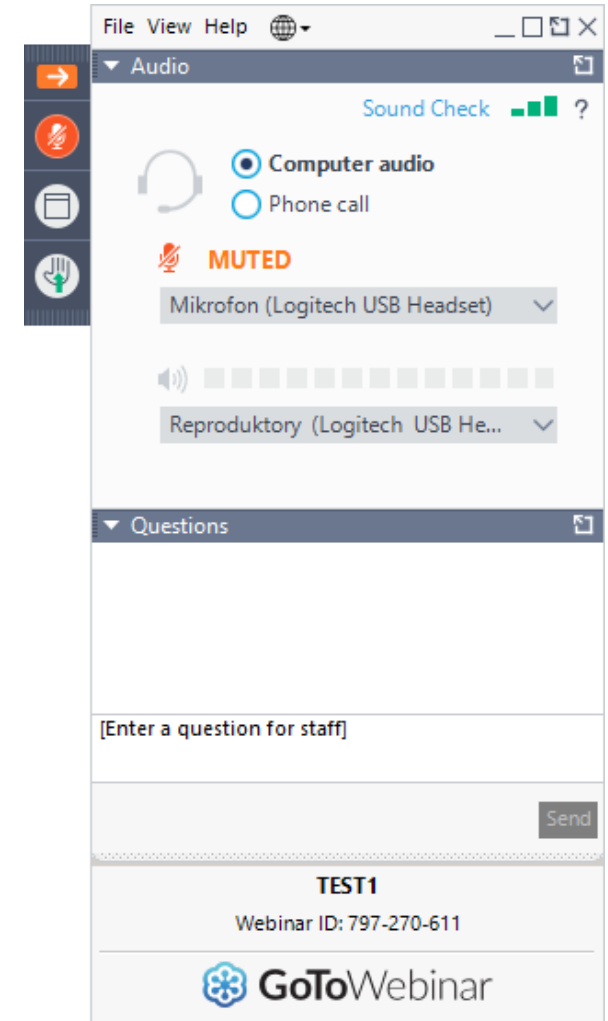 File View Help
Audio
Sound Check ?
Computer audio
Phone call
MUTED
Mikrofon (Logitech USB Headset)
Reproduktory (Logitech USB He...
Questions
[Enter a question for staff]
Send
TEST1
Webinar ID: 797-270-611
GoToWebinar